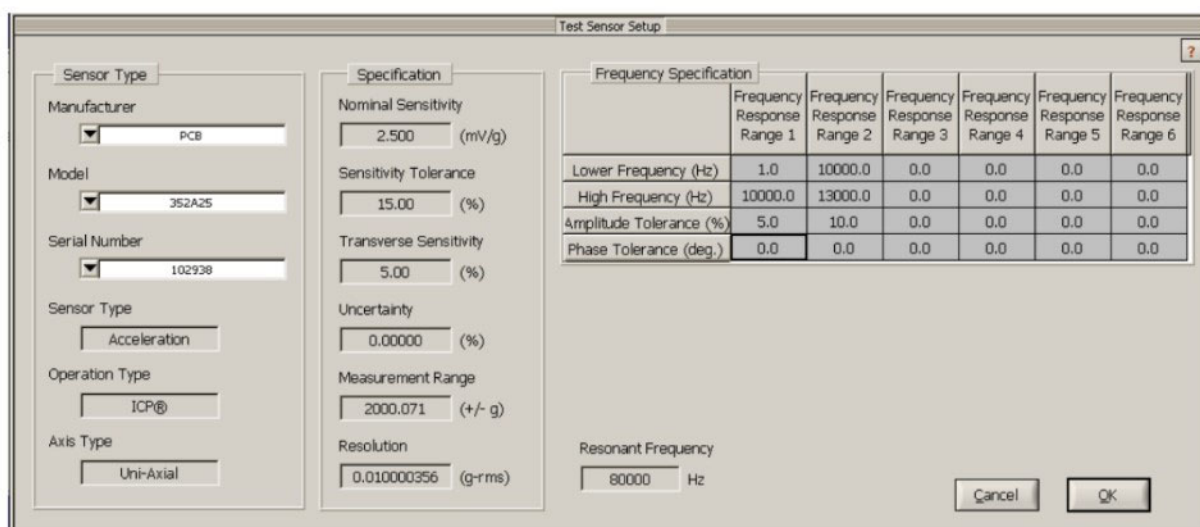 Test Sensor Setup
?
Sensor Type
Manufacturer
PCB
Model
352A25
Serial Number
102938
Sensor Type
Acceleration
Operation Type
ICP®
Axis Type
Uni-Axial
Specification
Nominal Sensitivity
2.500 (mV/g)
Sensitivity Tolerance
15.00 (%)
Transverse Sensitivity
5.00 (%)
Uncertainty
0.00000 (%)
Measurement Range
2000.071 (+/- g)
Resolution
0.010000356 (g-rms)
Frequency Specification
Frequency Frequency Frequency Frequency Frequency Frequency
Response Response Response Response Response Response
Range 1 Range 2 Range 3 Range 4 Range 5 Range 6
Lower Frequency (Hz) 1.0 10000.0 0.0 0.0 0.0 0.0
High Frequency (Hz) 10000.0 13000.0 0.0 0.0 0.0 0.0
Amplitude Tolerance (%) 5.0 10.0 0.0 0.0 0.0 0.0
Phase Tolerance (deg.) 0.0 0.0 0.0 0.0 0.0 0.0
Resonant Frequency
80000 Hz
Cancel OK